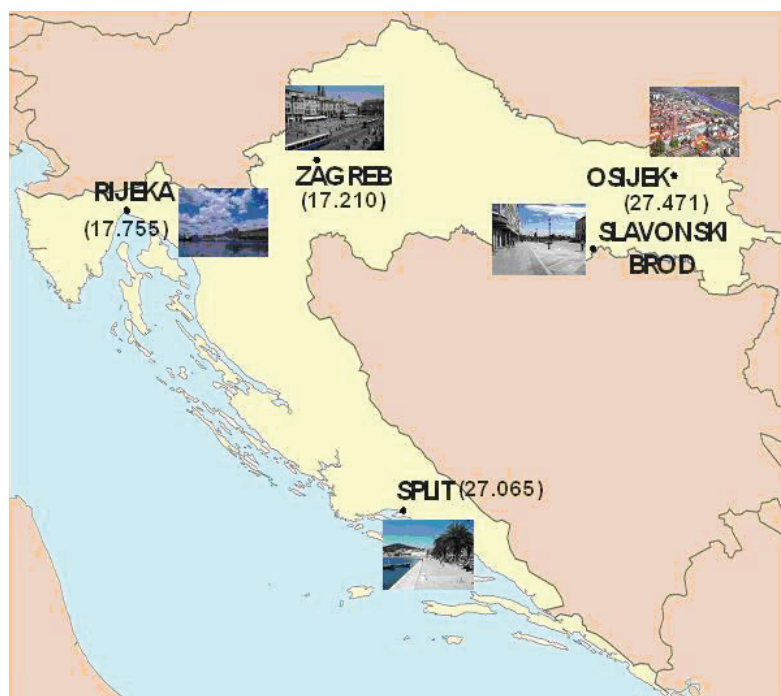 ZAGREB
(17.210)
RIJEKA
(17.755)
OSIJEK
(27.471)
SLAVONSKI
BROD
SPLIT (27.065)